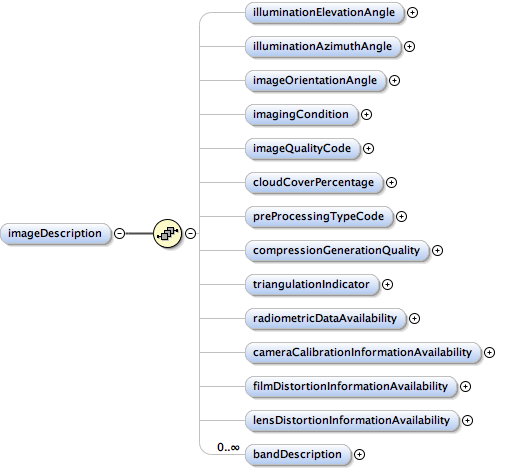 illuminationElevationAngle
illuminationAzimuthAngle
imageOrientationAngle
imagingCondition
imageQualityCode
cloudCoverPercentage
preProcessingTypeCode
imageDescription
compressionGenerationQuality
triangulationIndicator
radiometricDataAvailability
cameraCalibrationInformationAvailability
filmDistortionInformationAvailability
lensDistortionInformationAvailability
0..∞
bandDescription